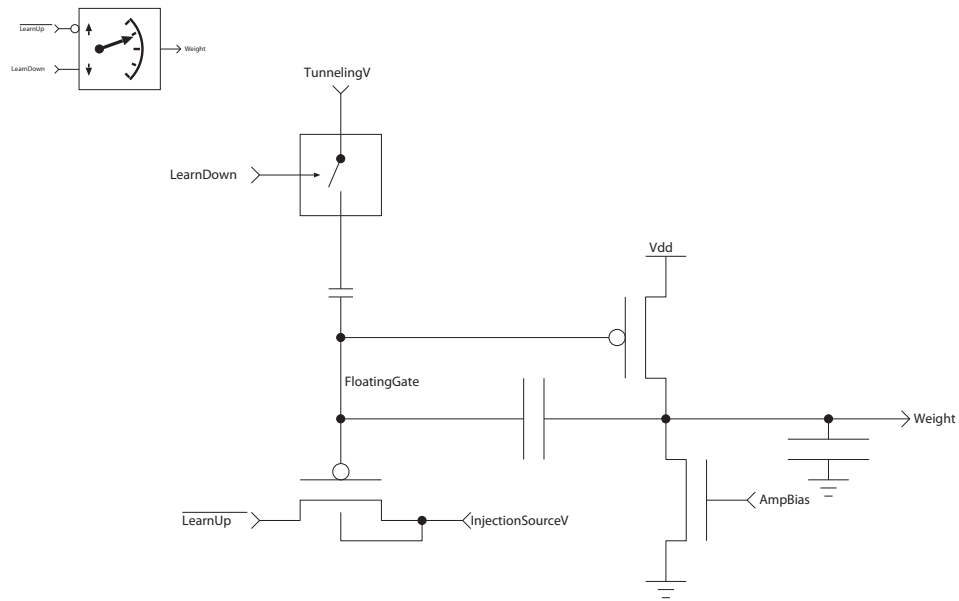 LearnUp
Weight
LearnDown
TunnelingV
LearnDown
Vdd
FloatingGate
Weight
AmpBias
LearnUp
InjectionSourceV